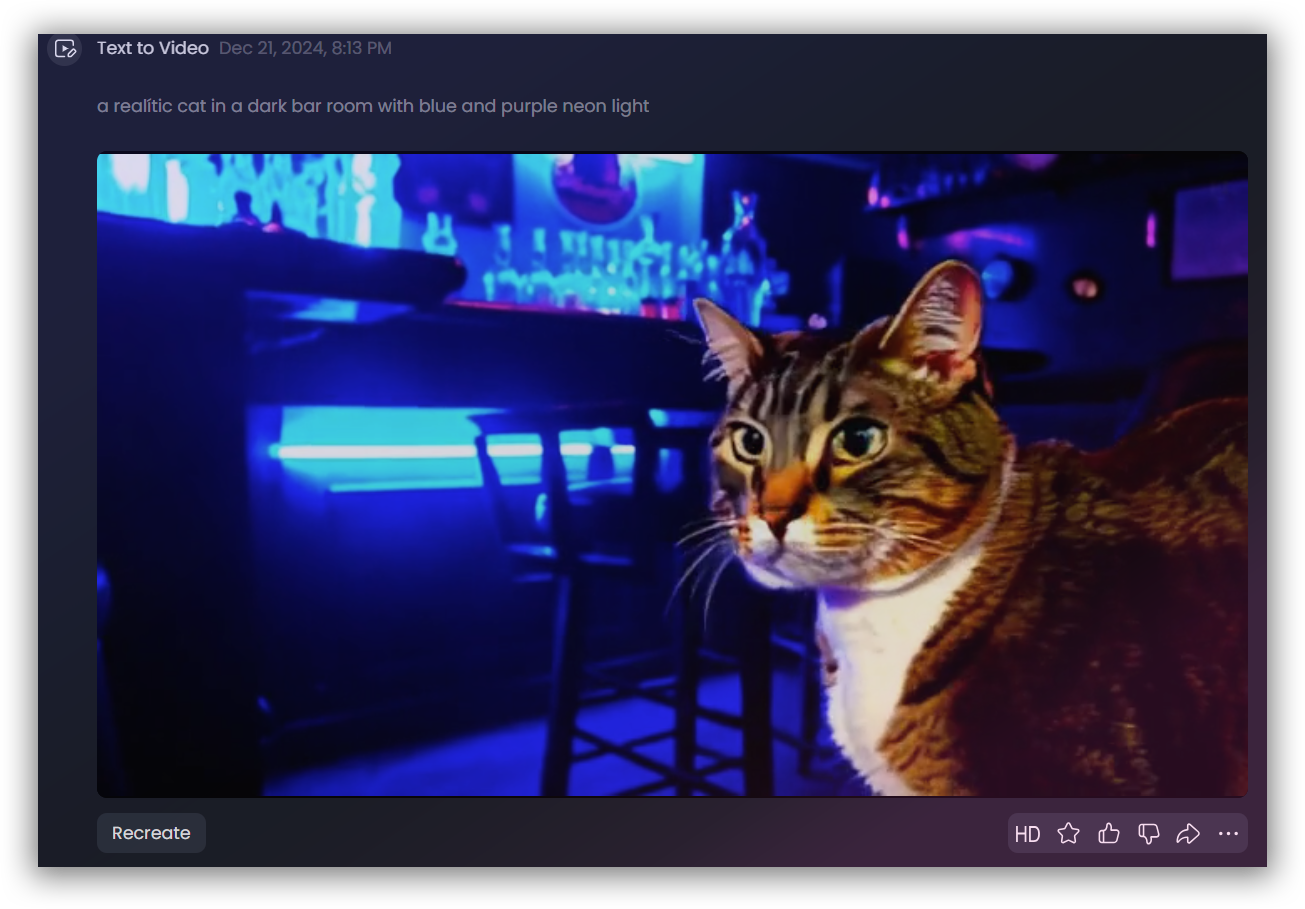 Text to Video Dec 21, 2024, 8:13 PM
a realític cat in a dark bar room with blue and purple neon light
Recreate
HD